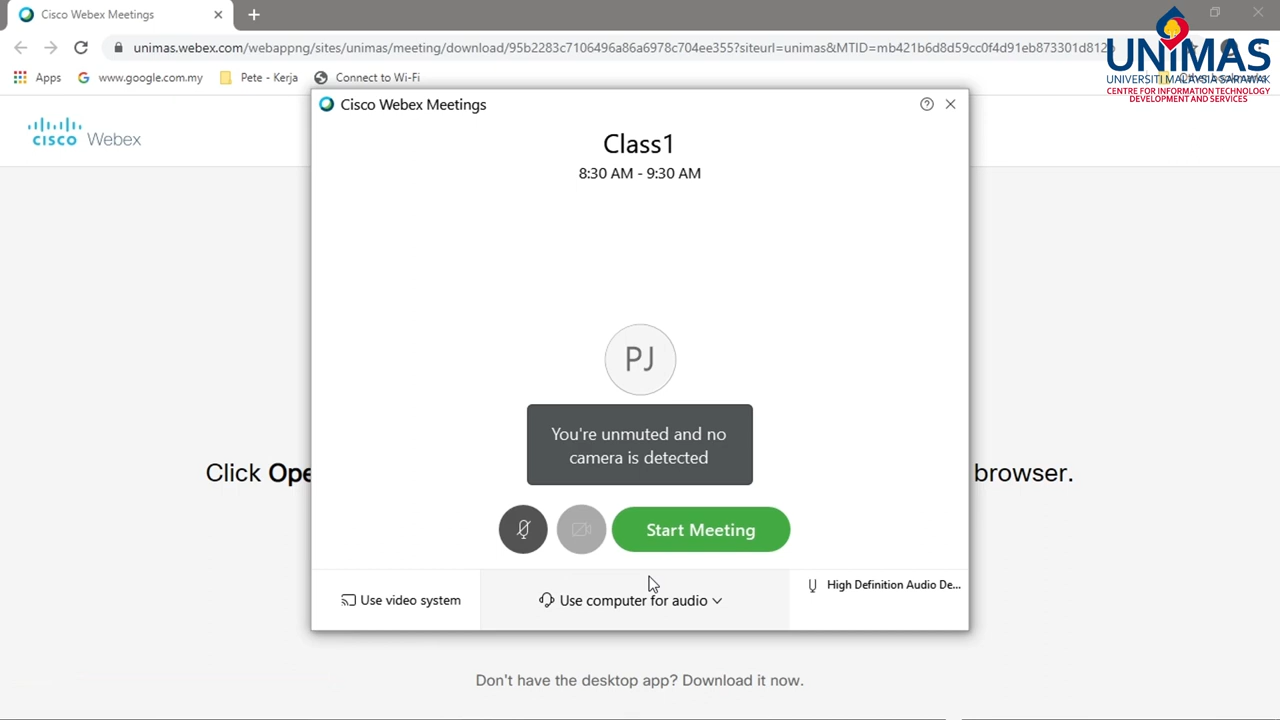 Cisco Webex Meetings
unimas.webex.com/webappng/sites/unimas/meeting/download/95b2283c7106496a86a6978c704ee355?siteurl=unimas&MTID=mb421b6d8d59cc0f4d91eb873301d812
Apps
www.google.com.my
Pete - Kerja
Connect to Wi-Fi
UNIMAS
UNIVERSITI MALAYSIA SARAWAK
CENTRE FOR INFORMATION TECHNOLOGY
DEVELOPMENT AND SERVICES
cisco Webex
Cisco Webex Meetings
Class1
8:30 AM - 9:30 AM
PJ
You're unmuted and no
camera is detected
Click Ope
browser.
Start Meeting
Use video system
Use computer for audio
High Definition Audio De...
Don't have the desktop app? Download it now.